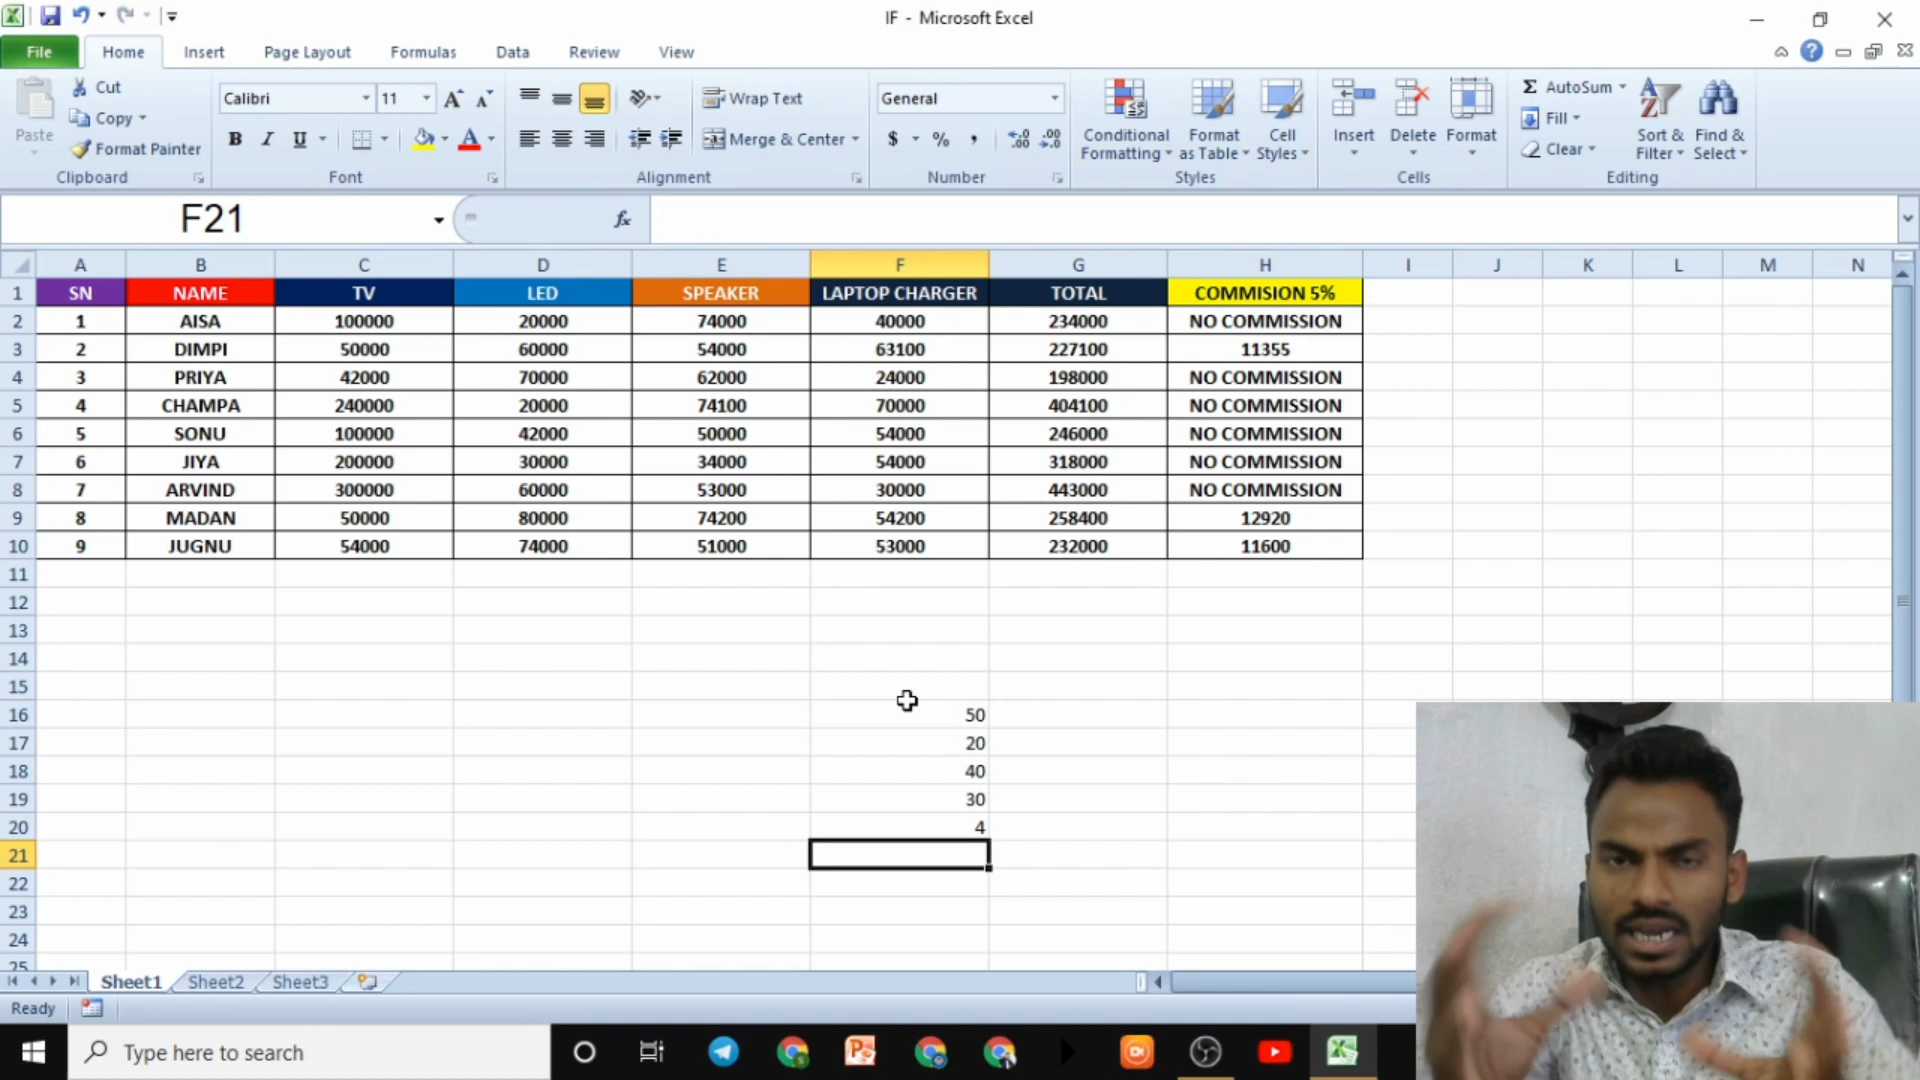 IF - Microsoft Excel
File Home Insert Page Layout Formulas Data Review View
Paste Cut Copy Format Painter Clipboard
Calibri 11 B I U Font
Wrap Text Merge & Center Alignment
General $ % , Number
Conditional Formatting Format as Table Cell Styles Styles
Insert Delete Format Cells
Σ AutoSum Fill Clear Sort & Filter Find & Select Editing
F21 fx
A B C D E F G H I J K L M N
1 SN NAME TV LED SPEAKER LAPTOP CHARGER TOTAL COMMISION 5%
2 1 AISA 100000 20000 74000 40000 234000 NO COMMISSION
3 2 DIMPI 50000 60000 54000 63100 227100 11355
4 3 PRIYA 42000 70000 62000 24000 198000 NO COMMISSION
5 4 CHAMPA 240000 20000 74100 70000 404100 NO COMMISSION
6 5 SONU 100000 42000 50000 54000 246000 NO COMMISSION
7 6 JIYA 200000 30000 34000 54000 318000 NO COMMISSION
8 7 ARVIND 300000 60000 53000 30000 443000 NO COMMISSION
9 8 MADAN 50000 80000 74200 54200 258400 12920
10 9 JUGNU 54000 74000 51000 53000 232000 11600
11
12
13
14
15
16 50
17 20
18 40
19 30
20 4
21
22
23
24
25
Sheet1 Sheet2 Sheet3
Ready
Type here to search